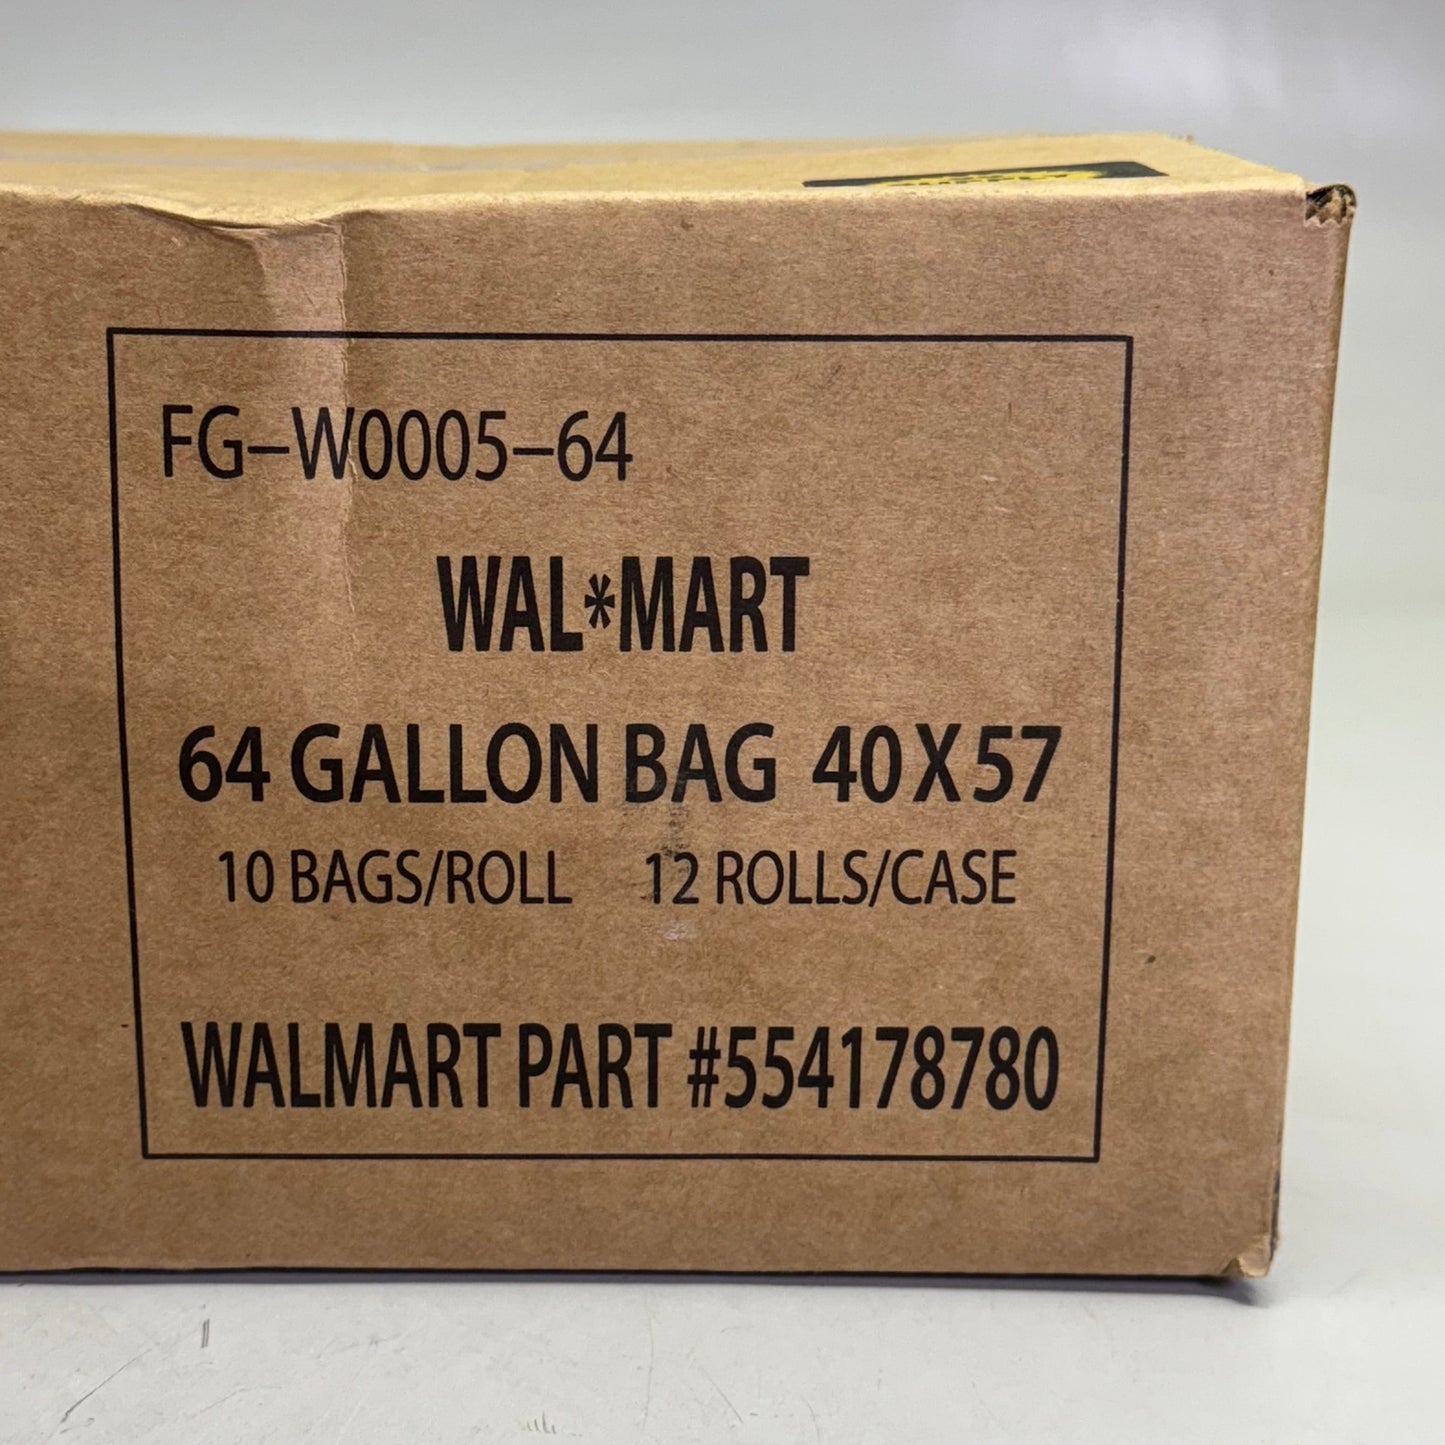 FG–W0005–64
WAL*MART
64 GALLON BAG 40 X 57
10 BAGS/ROLL 12 ROLLS/CASE
WALMART PART #554178780